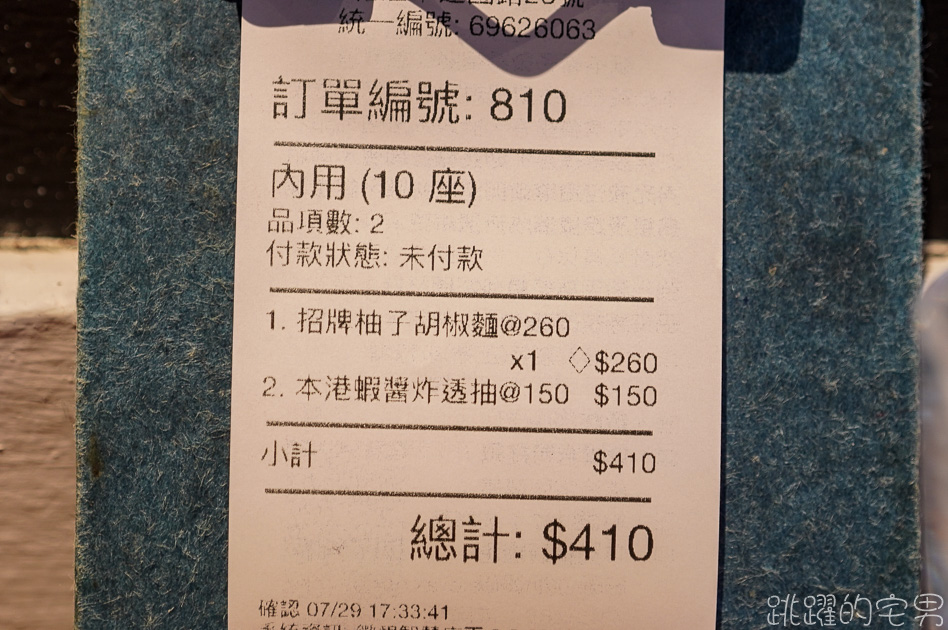 統一編號: 69626063
訂單編號: 810
內用 (10 座)
品項數: 2
付款狀態: 未付款
1. 招牌柚子胡椒麵@260
x1 ◇$260
2. 本港蝦醬炸透抽@150 $150
小計 $410
總計: $410
確認 07/29 17:33:41
跳躍的宅男